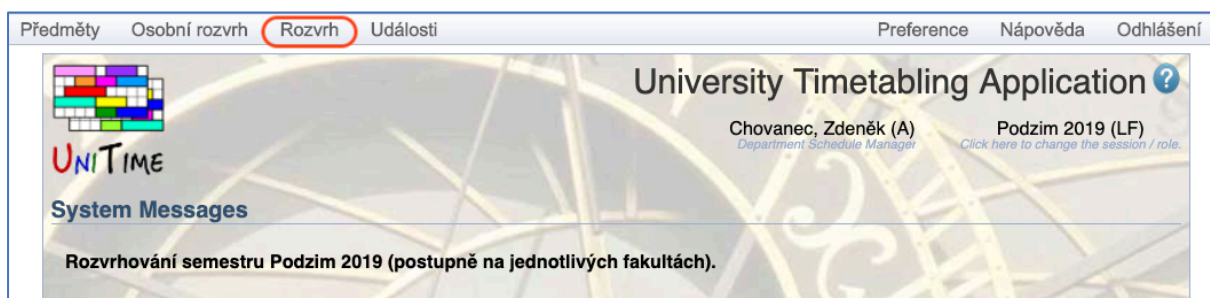 Předměty Osobní rozvrh Rozvrh Události Preference Nápověda Odhlášení
University Timetabling Application ?
Chovanec, Zdeněk (A) Podzim 2019 (LF)
Department Schedule Manager Click here to change the session / role.
UNITIME
System Messages
Rozvrhování semestru Podzim 2019 (postupně na jednotlivých fakultách).